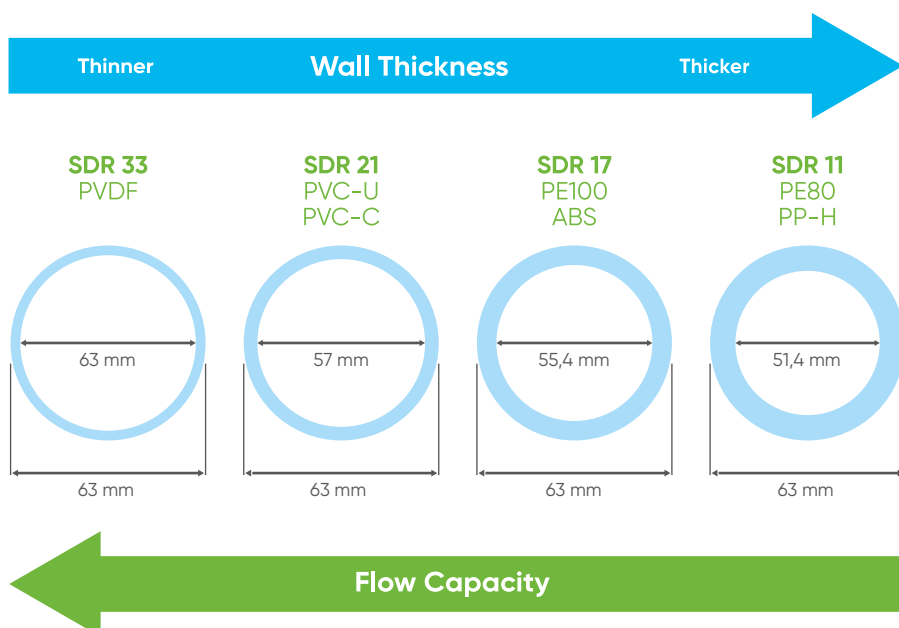 Thinner
Wall Thickness
Thicker
SDR 33
PVDF
SDR 21
PVC-U
PVC-C
SDR 17
PE100
ABS
SDR 11
PE80
PP-H
63 mm
57 mm
55,4 mm
51,4 mm
63 mm
63 mm
63 mm
63 mm
Flow Capacity